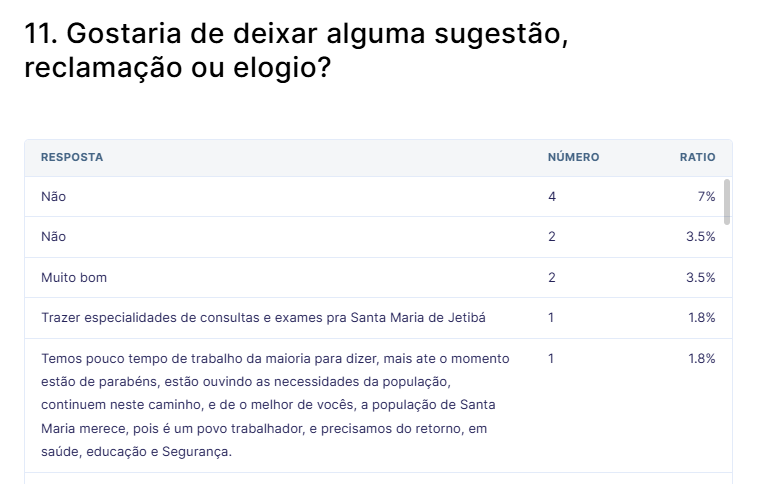 11. Gostaria de deixar alguma sugestão,
reclamação ou elogio?
RESPOSTA NÚMERO RATIO
Não 4 7%
Não 2 3.5%
Muito bom 2 3.5%
Trazer especialidades de consultas e exames pra Santa Maria de Jetibá 1 1.8%
Temos pouco tempo de trabalho da maioria para dizer, mais ate o momento 1 1.8%
estão de parabéns, estão ouvindo as necessidades da população,
continuem neste caminho, e de o melhor de vocês, a população de Santa
Maria merece, pois é um povo trabalhador, e precisamos do retorno, em
saúde, educação e Segurança.